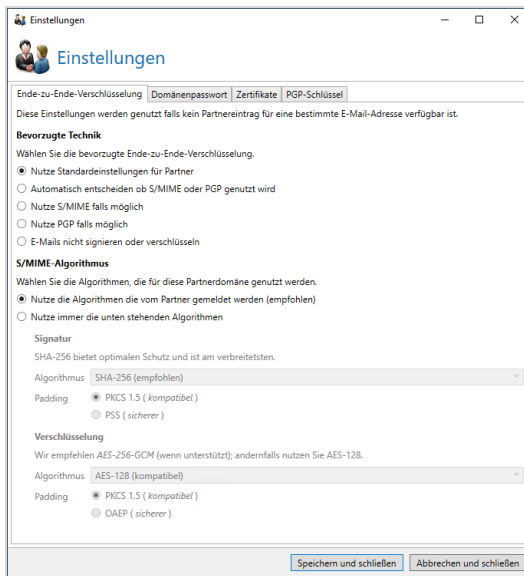 Einstellungen
Einstellungen
Ende-zu-Ende-Verschlüsselung Domänenpasswort Zertifikate PGP-Schlüssel
Diese Einstellungen werden genutzt falls kein Partnereintrag für eine bestimmte E-Mail-Adresse verfügbar ist.
Bevorzugte Technik
Wählen Sie die bevorzugte Ende-zu-Ende-Verschlüsselung.
Nutze Standardeinstellungen für Partner
Automatisch entscheiden ob S/MIME oder PGP genutzt wird
Nutze S/MIME falls möglich
Nutze PGP falls möglich
E-Mails nicht signieren oder verschlüsseln
S/MIME-Algorithmus
Wählen Sie die Algorithmen, die für diese Partnerdomäne genutzt werden.
Nutze die Algorithmen die vom Partner gemeldet werden (empfohlen)
Nutze immer die unten stehenden Algorithmen
Signatur
SHA-256 bietet optimalen Schutz und ist am verbreitetsten.
Algorithmus SHA-256 (empfohlen)
Padding PKCS 1.5 ( kompatibel )
PSS ( sicherer )
Verschlüsselung
Wir empfehlen AES-256-GCM (wenn unterstützt); andernfalls nutzen Sie AES-128.
Algorithmus AES-128 (kompatibel)
Padding PKCS 1.5 ( kompatibel )
OAEP ( sicherer )
Speichern und schließen Abbrechen und schließen